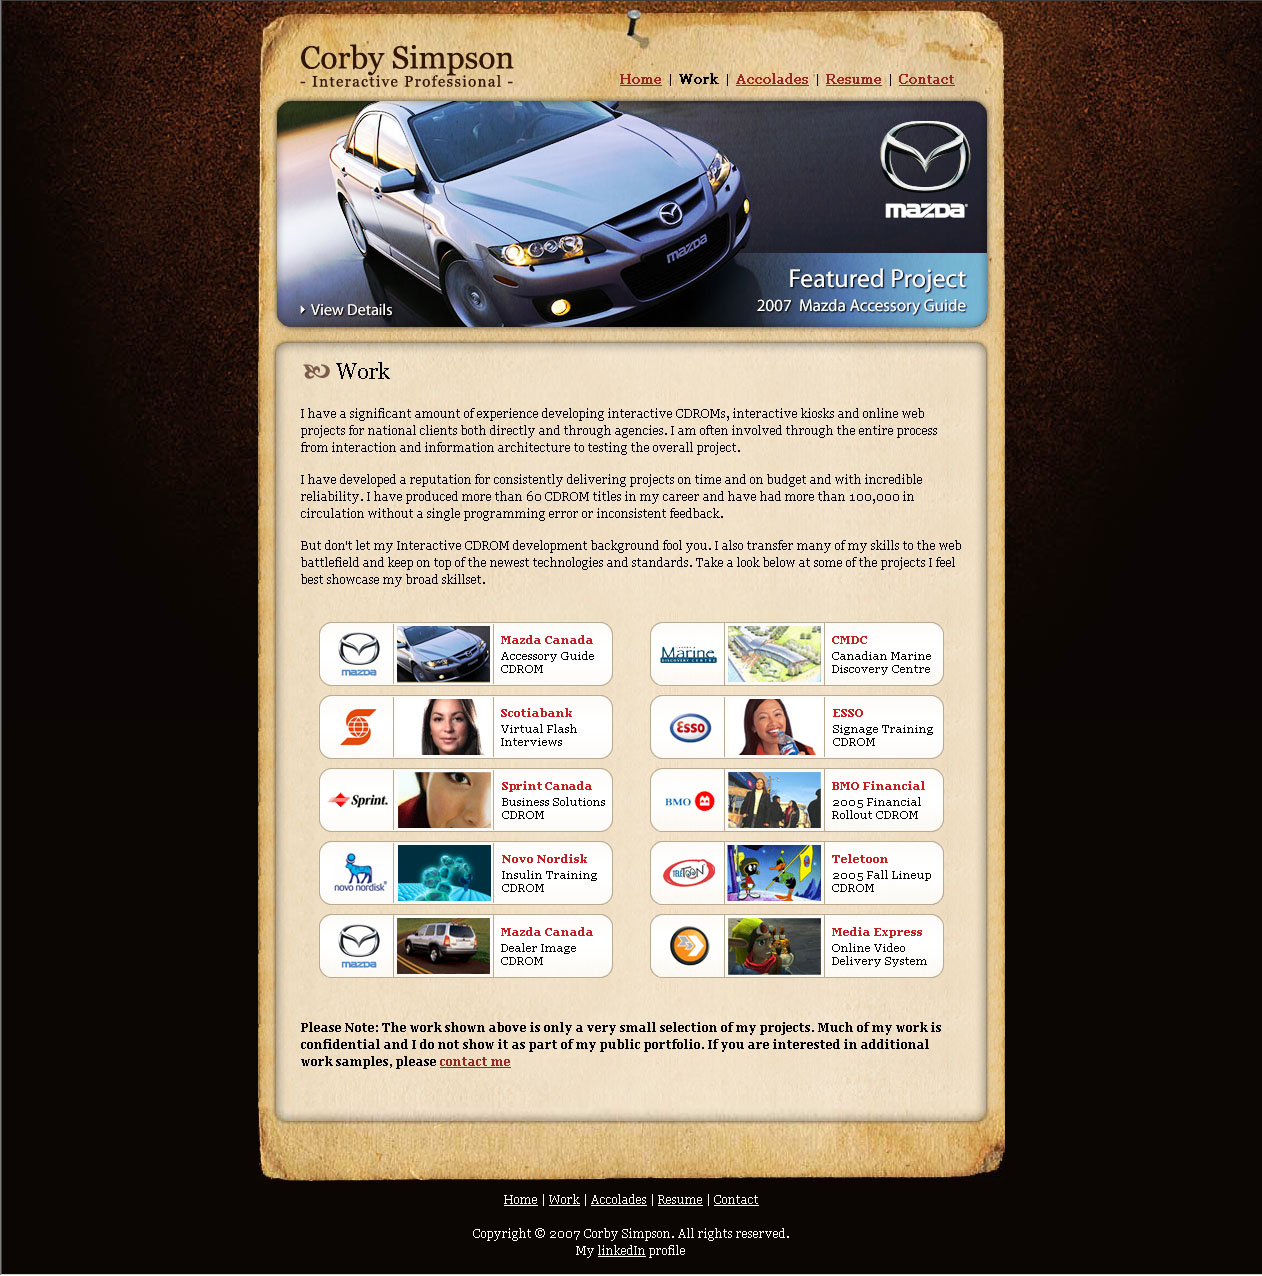 Corby Simpson
- Interactive Professional -
Home | Work | Accolades | Resume | Contact
mazda
mazda
Featured Project
2007 Mazda Accessory Guide
View Details
Work
I have a significant amount of experience developing interactive CDROMs, interactive kiosks and online web
projects for national clients both directly and through agencies. I am often involved through the entire process
from interaction and information architecture to testing the overall project.
I have developed a reputation for consistently delivering projects on time and on budget and with incredible
reliability. I have produced more than 60 CDROM titles in my career and have had more than 100,000 in
circulation without a single programming error or inconsistent feedback.
But don't let my Interactive CDROM development background fool you. I also transfer many of my skills to the web
battlefield and keep on top of the newest technologies and standards. Take a look below at some of the projects I feel
best showcase my broad skillset.
mazda
Mazda Canada
Accessory Guide
CDROM
Marine
DISCOVERY CENTRE
CMDC
Canadian Marine
Discovery Centre
Scotiabank
Virtual Flash
Interviews
Esso
ESSO
Signage Training
CDROM
Sprint.
Sprint Canada
Business Solutions
CDROM
BMO
BMO Financial
2005 Financial
Rollout CDROM
novo nordisk
Novo Nordisk
Insulin Training
CDROM
TELETOON
Teletoon
2005 Fall Lineup
CDROM
mazda
Mazda Canada
Dealer Image
CDROM
Media Express
Online Video
Delivery System
Please Note: The work shown above is only a very small selection of my projects. Much of my work is
confidential and I do not show it as part of my public portfolio. If you are interested in additional
work samples, please contact me
Home | Work | Accolades | Resume | Contact
Copyright © 2007 Corby Simpson. All rights reserved.
My linkedIn profile